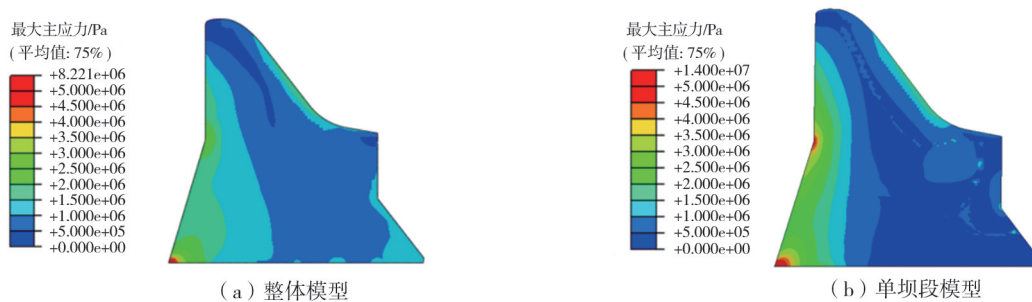 最大主应力/Pa
(平均值: 75%)
+8.221e+06
+5.000e+06
+4.500e+06
+4.000e+06
+3.500e+06
+3.000e+06
+2.500e+06
+2.000e+06
+1.500e+06
+1.000e+06
+5.000e+05
+0.000e+00
(a) 整体模型
最大主应力/Pa
(平均值: 75%)
+1.400e+07
+5.000e+06
+4.500e+06
+4.000e+06
+3.500e+06
+3.000e+06
+2.500e+06
+2.000e+06
+1.500e+06
+1.000e+06
+5.000e+05
+0.000e+00
(b) 单坝段模型